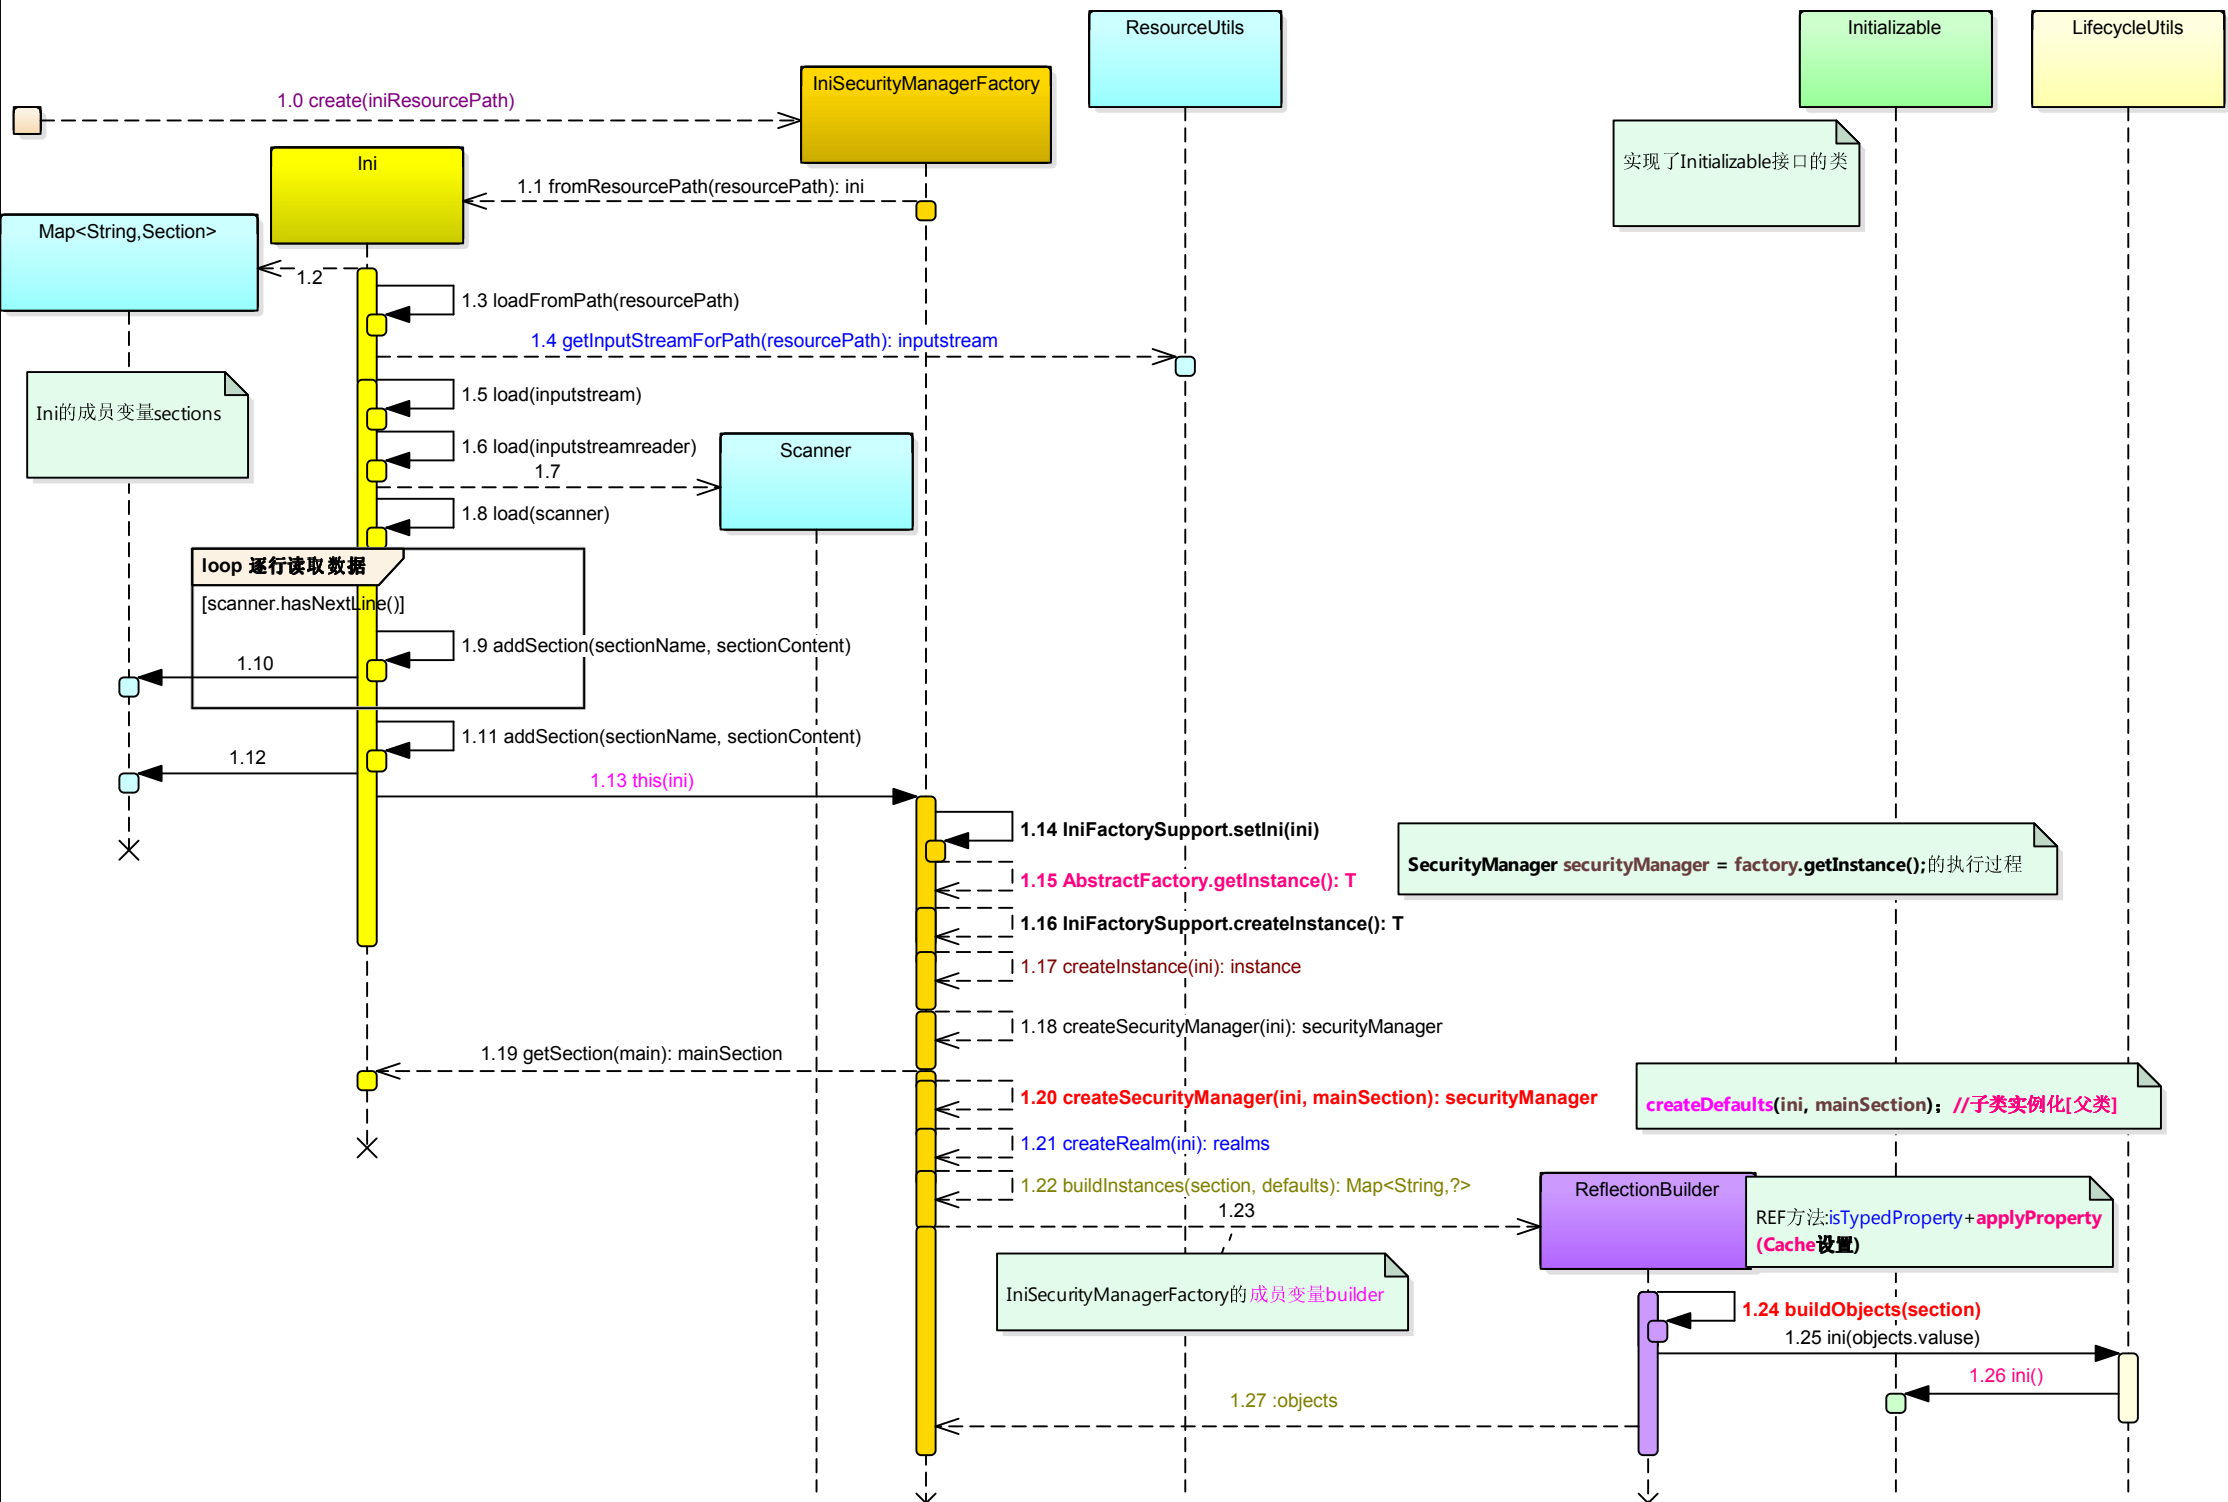 ResourceUtils
Initializable
LifecycleUtils
IniSecurityManagerFactory
1.0 create(iniResourcePath)
实现了Initializable接口的类
Ini
1.1 fromResourcePath(resourcePath): ini
Map<String,Section>
1.2
1.3 loadFromPath(resourcePath)
1.4 getInputStreamForPath(resourcePath): inputstream
Ini的成员变量sections
1.5 load(inputstream)
1.6 load(inputstreamreader)
Scanner
1.7
1.8 load(scanner)
loop 逐行读取数据
[scanner.hasNextLine()]
1.9 addSection(sectionName, sectionContent)
1.10
1.11 addSection(sectionName, sectionContent)
1.12
1.13 this(ini)
1.14 IniFactorySupport.setIni(ini)
SecurityManager securityManager = factory.getInstance();的执行过程
1.15 AbstractFactory.getInstance(): T
1.16 IniFactorySupport.createInstance(): T
1.17 createInstance(ini): instance
1.18 createSecurityManager(ini): securityManager
1.19 getSection(main): mainSection
1.20 createSecurityManager(ini, mainSection): securityManager
createDefaults(ini, mainSection); //子类实例化[父类]
1.21 createRealm(ini): realms
1.22 buildInstances(section, defaults): Map<String,?>
ReflectionBuilder
1.23
REF方法:isTypedProperty+applyProperty
(Cache设置)
IniSecurityManagerFactory的成员变量builder
1.24 buildObjects(section)
1.25 ini(objects.valuse)
1.26 ini()
1.27 :objects